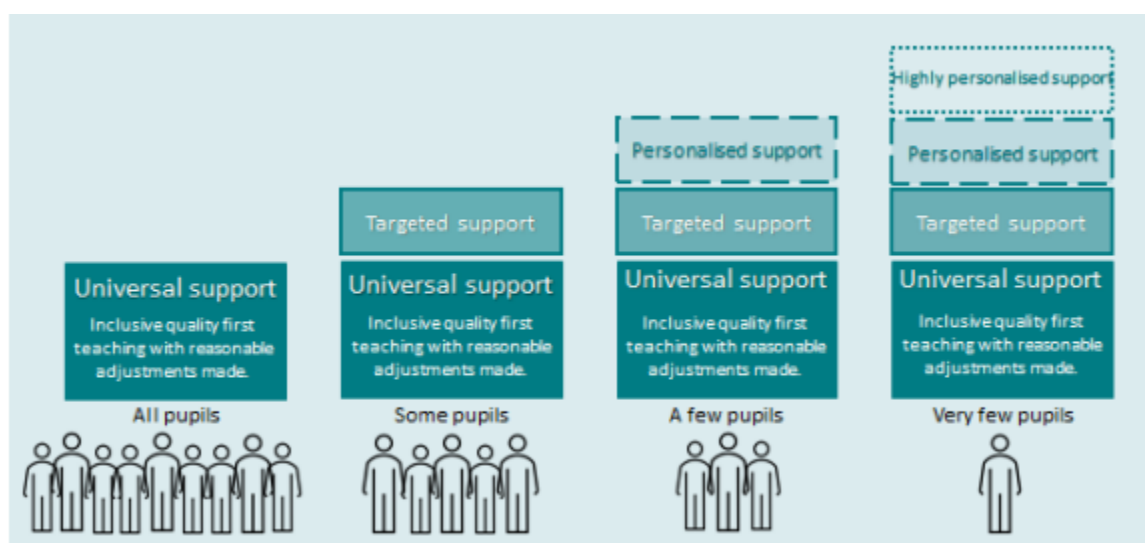 Universal support
Inclusive quality first
teaching with reasonable
adjustments made.
All pupils
Targeted support
Universal support
Inclusive quality first
teaching with reasonable
adjustments made.
Some pupils
Personalised support
Targeted support
Universal support
Inclusive quality first
teaching with reasonable
adjustments made.
A few pupils
Highly personalised support
Personalised support
Targeted support
Universal support
Inclusive quality first
teaching with reasonable
adjustments made.
Very few pupils